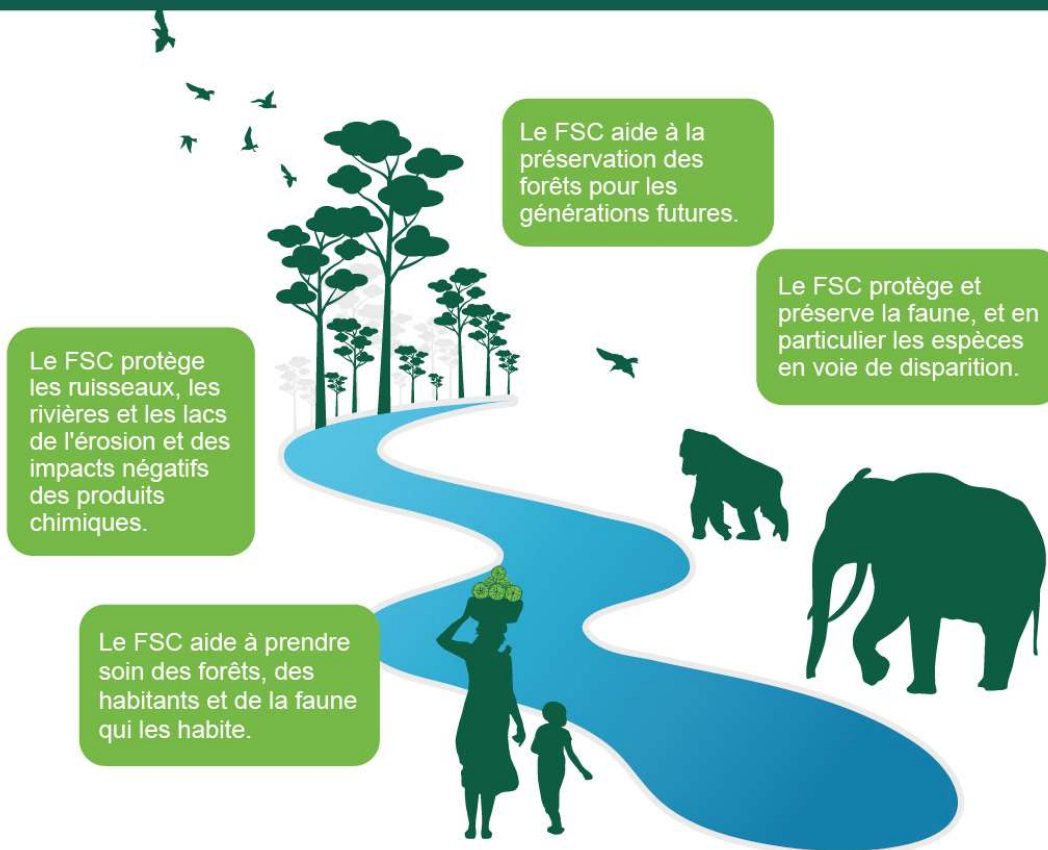 Le FSC aide à la
préservation des
forêts pour les
générations futures.
Le FSC protège et
préserve la faune, et en
particulier les espèces
en voie de disparition.
Le FSC protège
les ruisseaux, les
rivières et les lacs
de l'érosion et des
impacts négatifs
des produits
chimiques.
Le FSC aide à prendre
soin des forêts, des
habitants et de la faune
qui les habite.